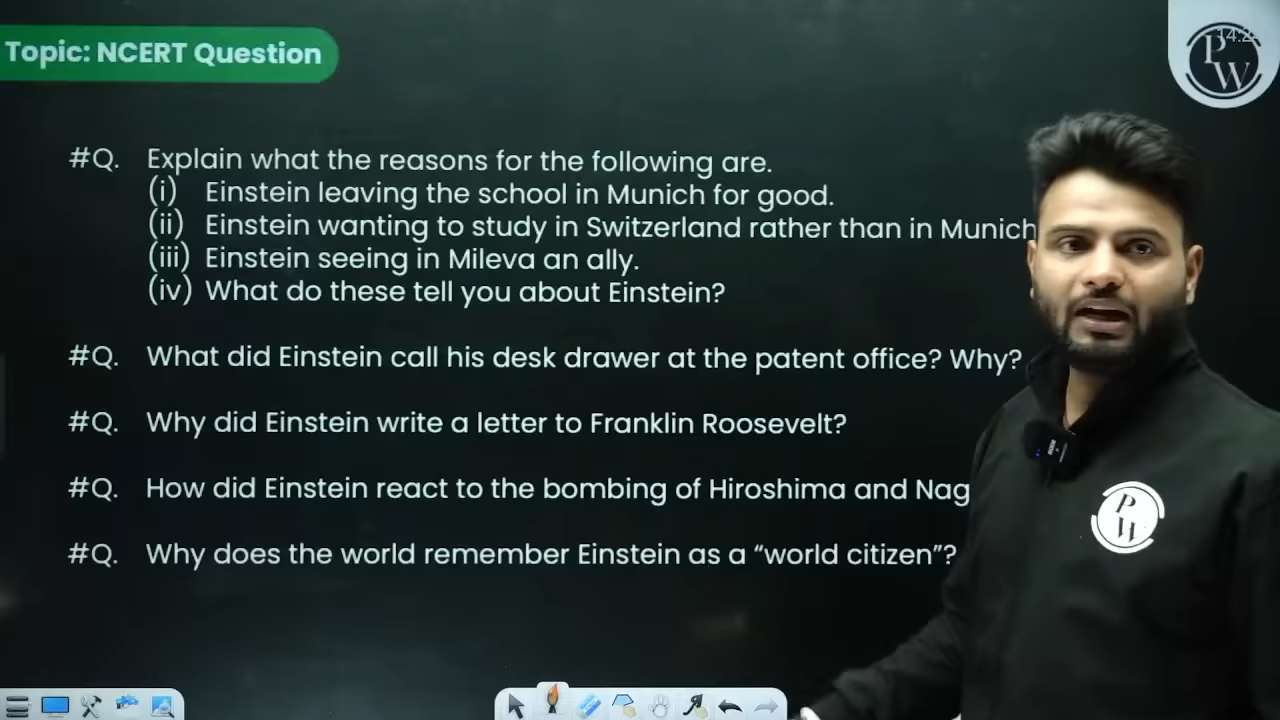 Topic: NCERT Question
14.2
PW
#Q. Explain what the reasons for the following are.
(i) Einstein leaving the school in Munich for good.
(ii) Einstein wanting to study in Switzerland rather than in Munich
(iii) Einstein seeing in Mileva an ally.
(iv) What do these tell you about Einstein?
#Q. What did Einstein call his desk drawer at the patent office? Why?
#Q. Why did Einstein write a letter to Franklin Roosevelt?
#Q. How did Einstein react to the bombing of Hiroshima and Nag
PW
#Q. Why does the world remember Einstein as a “world citizen”?